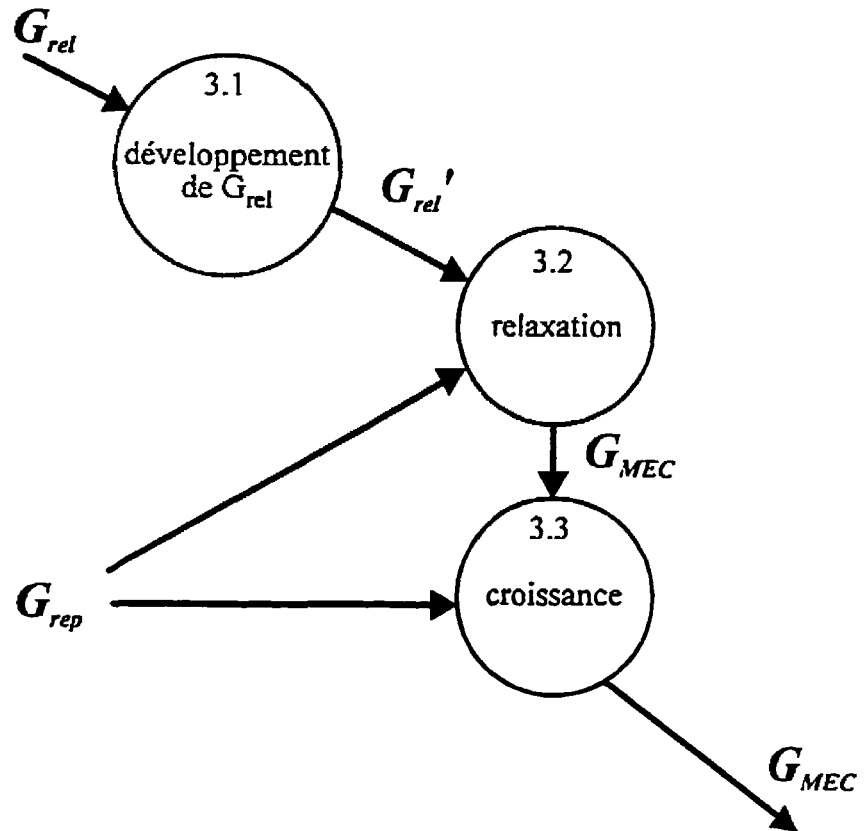 G_rel
3.1
développement
de G_rel
G_rel'
3.2
relaxation
G_MEC
3.3
croissance
G_rep
G_MEC